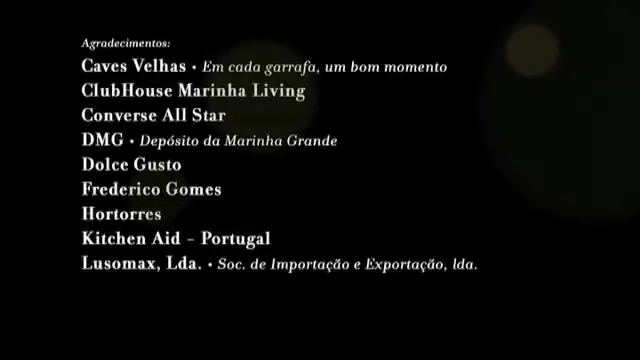 Agradecimentos:
Caves Velhas • Em cada garrafa, um bom momento
ClubHouse Marinha Living
Converse All Star
DMG • Depósito da Marinha Grande
Dolce Gusto
Frederico Gomes
Hortorres
Kitchen Aid - Portugal
Lusomax, Lda. • Soc. de Importação e Exportação, lda.